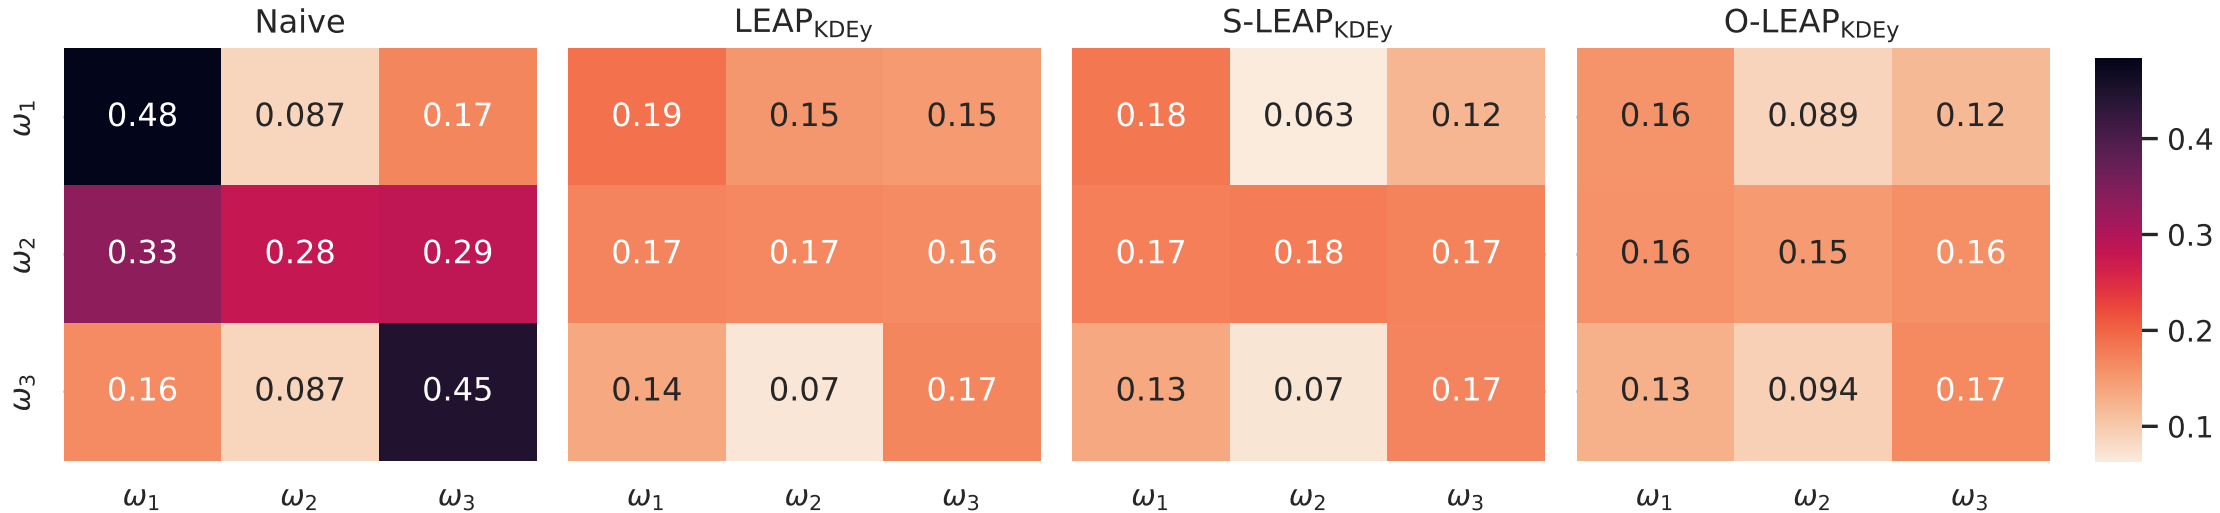 Naive LEAP_KDEy S-LEAP_KDEy O-LEAP_KDEy
ω₁ 0.48 0.087 0.17 0.19 0.15 0.15 0.18 0.063 0.12 0.16 0.089 0.12
0.4
ω₂ 0.33 0.28 0.29 0.17 0.17 0.16 0.17 0.18 0.17 0.16 0.15 0.16
0.3
0.2
ω₃ 0.16 0.087 0.45 0.14 0.07 0.17 0.13 0.07 0.17 0.13 0.094 0.17
0.1
ω₁ ω₂ ω₃ ω₁ ω₂ ω₃ ω₁ ω₂ ω₃ ω₁ ω₂ ω₃